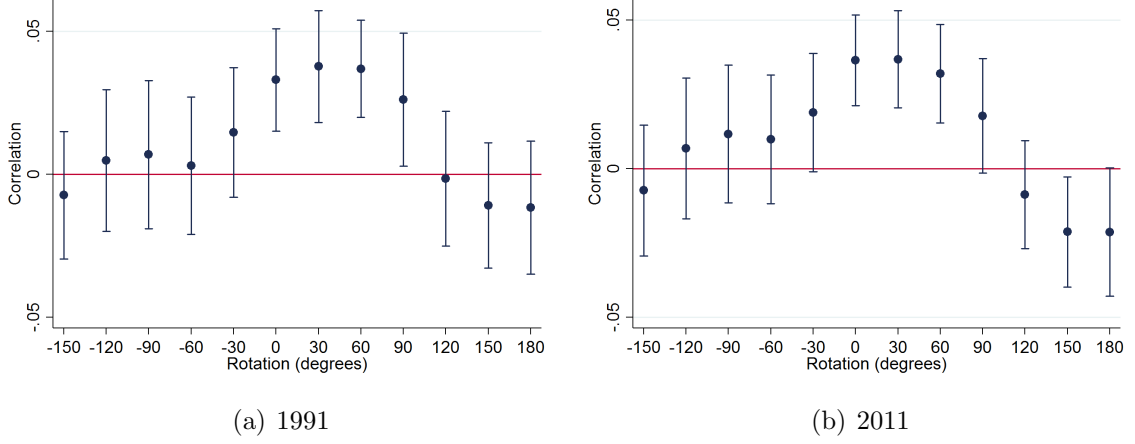 .05
0
-.05
Correlation
-150 -120 -90 -60 -30 0 30 60 90 120 150 180
Rotation (degrees)
(a) 1991
.05
0
-.05
Correlation
-150 -120 -90 -60 -30 0 30 60 90 120 150 180
Rotation (degrees)
(b) 2011